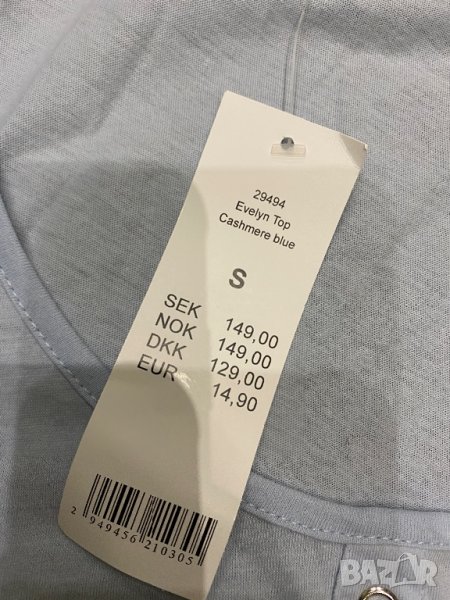 29494
Evelyn Top
Cashmere blue
S
SEK 149,00
NOK 149,00
DKK 129,00
EUR 14,90
2 949456 210305
BAZAR